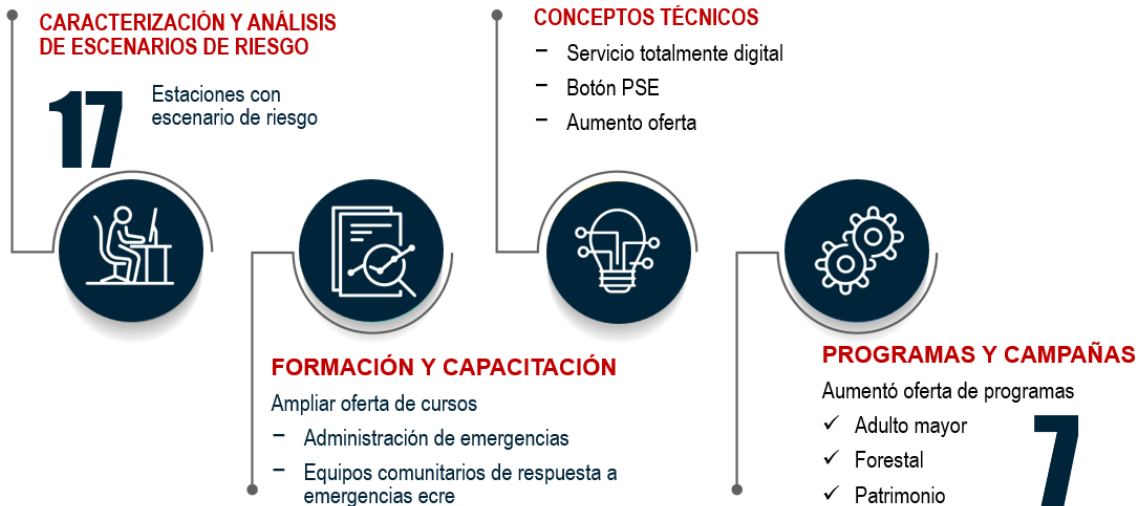 CARACTERIZACIÓN Y ANÁLISIS
DE ESCENARIOS DE RIESGO
17
Estaciones con
escenario de riesgo
CONCEPTOS TÉCNICOS
– Servicio totalmente digital
– Botón PSE
– Aumento oferta
FORMACIÓN Y CAPACITACIÓN
Ampliar oferta de cursos
– Administración de emergencias
– Equipos comunitarios de respuesta a
emergencias ecre
PROGRAMAS Y CAMPAÑAS
Aumentó oferta de programas
✓ Adulto mayor
✓ Forestal
✓ Patrimonio
7